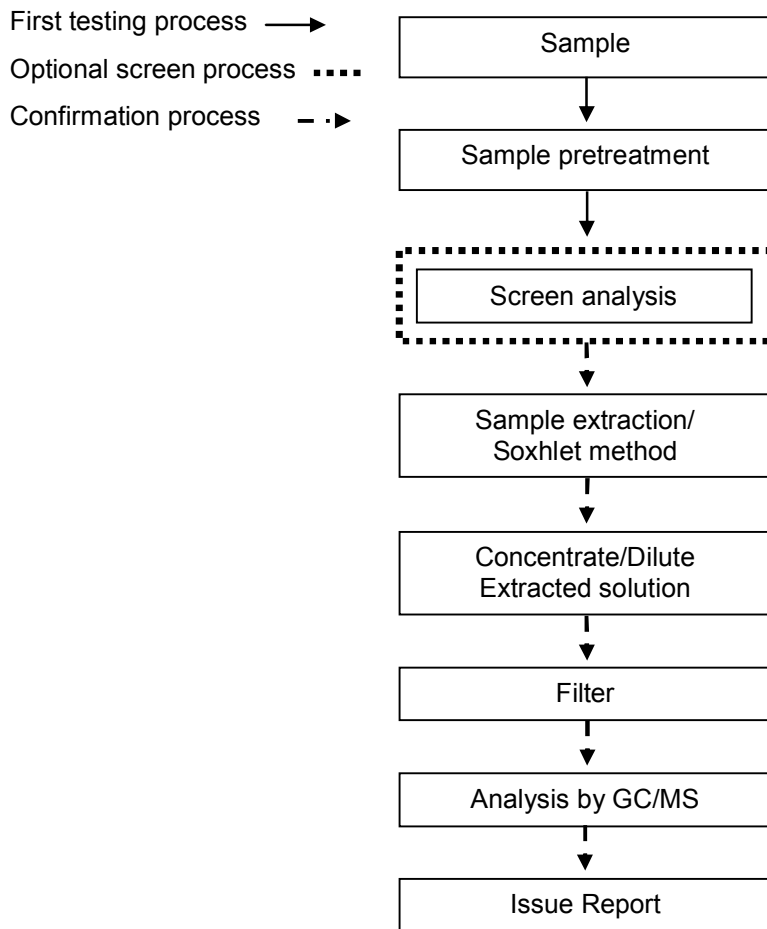 First testing process
Optional screen process
Confirmation process
Sample
Sample pretreatment
Screen analysis
Sample extraction/
Soxhlet method
Concentrate/Dilute
Extracted solution
Filter
Analysis by GC/MS
Issue Report